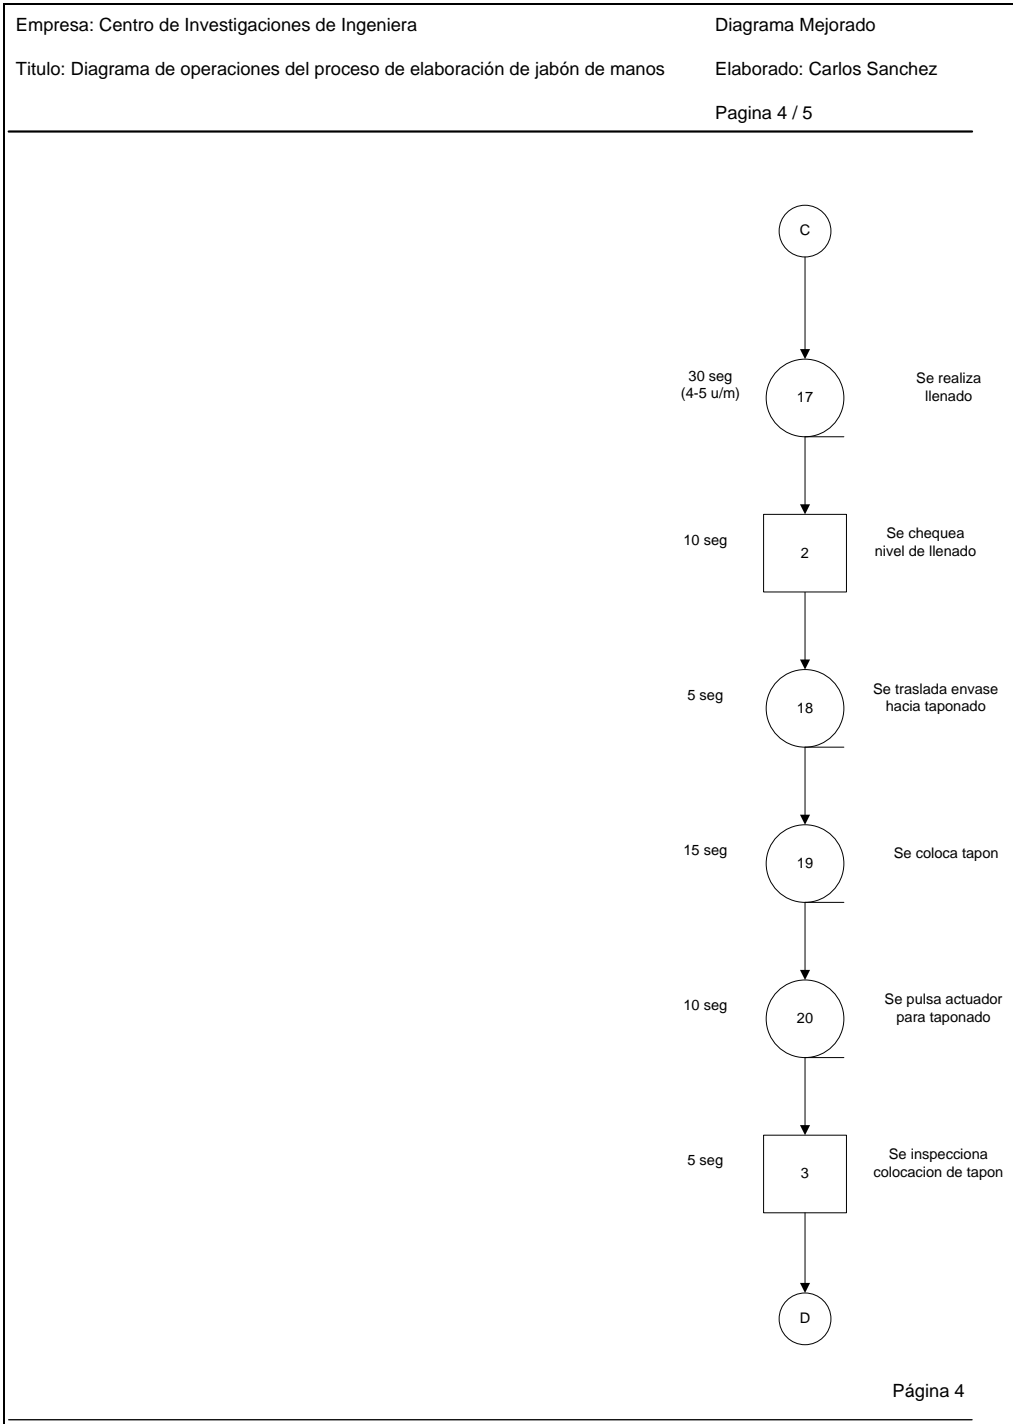 Empresa: Centro de Investigaciones de Ingeniera
Diagrama Mejorado
Titulo: Diagrama de operaciones del proceso de elaboración de jabón de manos
Elaborado: Carlos Sanchez
Pagina 4 / 5
C
30 seg
(4-5 u/m)
17
Se realiza
llenado
10 seg
2
Se chequea
nivel de llenado
5 seg
18
Se traslada envase
hacia taponado
15 seg
19
Se coloca tapon
10 seg
20
Se pulsa actuador
para taponado
5 seg
3
Se inspecciona
colocacion de tapon
D
Página 4